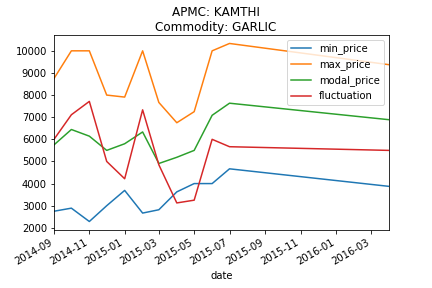 APMC: KAMTHI
Commodity: GARLIC
10000
9000
8000
7000
6000
5000
4000
3000
2000
min_price
max_price
modal_price
fluctuation
2014-09
2014-11
2015-01
2015-03
2015-05
2015-07
2015-09
2015-11
2016-01
2016-03
date